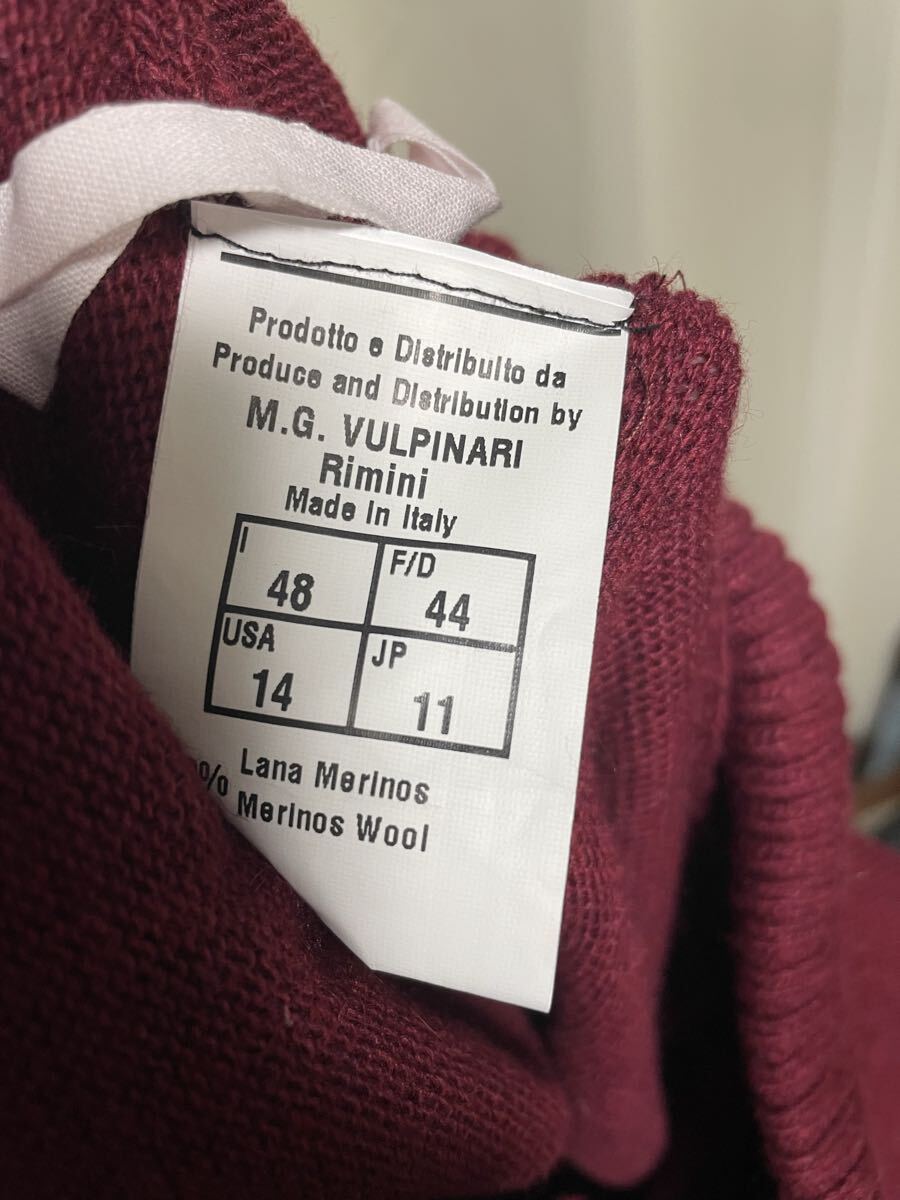 Prodotto e Distribuito da
Produce and Distribution by
M.G. VULPINARI
Rimini
Made in Italy
I
48
F/D
44
USA
14
JP
11
Lana Merinos
% Merinos Wool